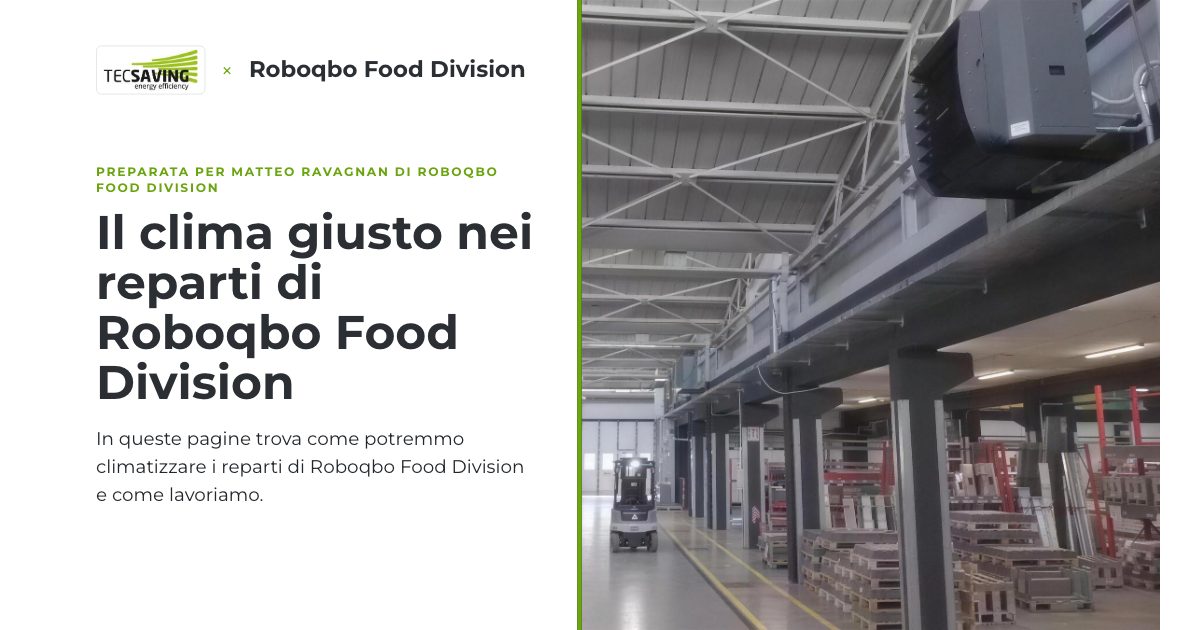 TECSAVING
energy efficiency
× Roboqbo Food Division
PREPARATA PER MATTEO RAVAGNAN DI ROBOQBO
FOOD DIVISION
Il clima giusto nei
reparti di
Roboqbo Food
Division
In queste pagine trova come potremmo
climatizzare i reparti di Roboqbo Food Division
e come lavoriamo.